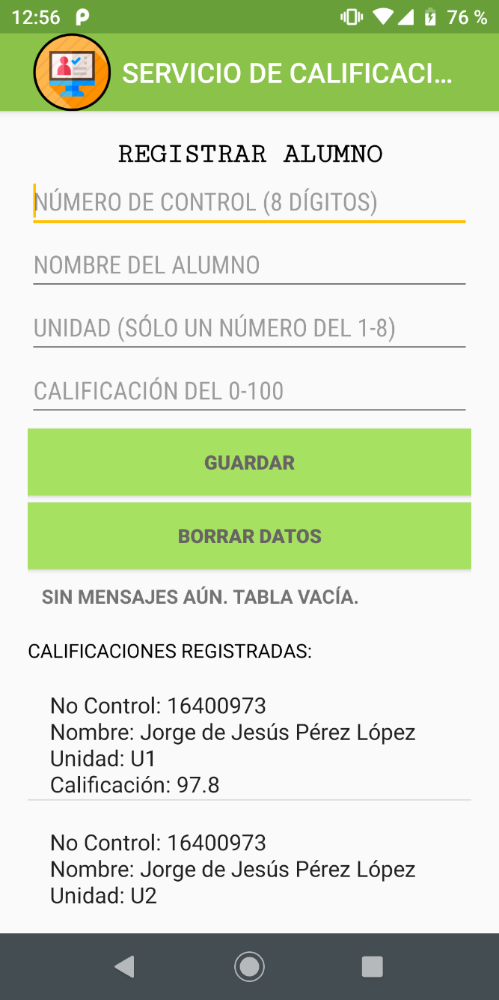 12:56
76 %
SERVICIO DE CALIFICACI...
REGISTRAR ALUMNO
NÚMERO DE CONTROL (8 DÍGITOS)
NOMBRE DEL ALUMNO
UNIDAD (SÓLO UN NÚMERO DEL 1-8)
CALIFICACIÓN DEL 0-100
GUARDAR
BORRAR DATOS
SIN MENSAJES AÚN. TABLA VACÍA.
CALIFICACIONES REGISTRADAS:
No Control: 16400973
Nombre: Jorge de Jesús Pérez López
Unidad: U1
Calificación: 97.8
No Control: 16400973
Nombre: Jorge de Jesús Pérez López
Unidad: U2